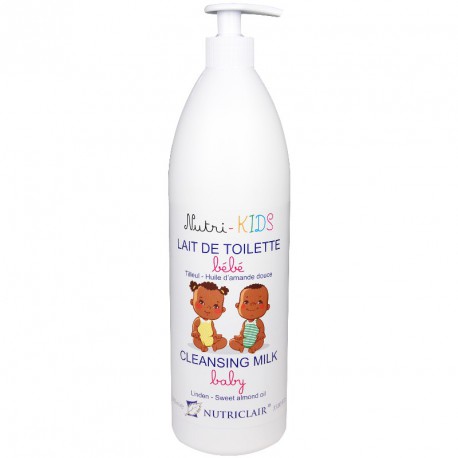 Nutri-KIDS
LAIT DE TOILETTE
bébé
Tilleul - Huile d'amande douce
CLEANSING MILK
baby
Linden - Sweet almond oil
NUTRICLAIR®